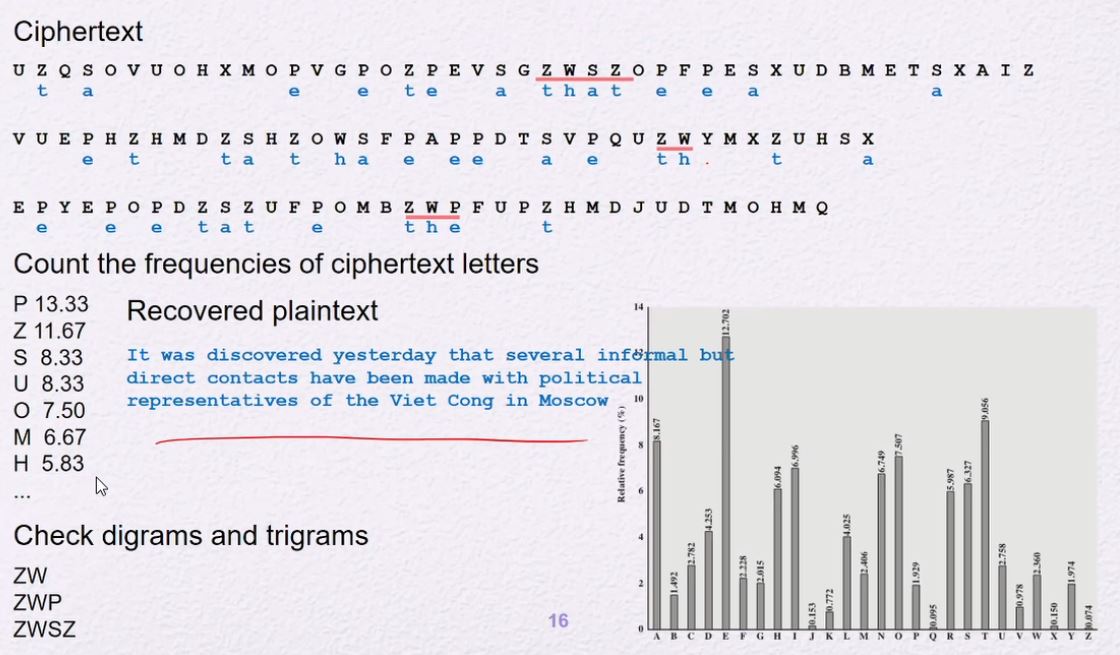 Ciphertext
U Z Q S O V U O H X M O P V G P O Z P E V S G Z W S Z O P F P E S X U D B M E T S X A I Z
t a e e t e a t h a t e e a a
V U E P H Z H M D Z S H Z O W S F P A P P D T S V P Q U Z W Y M X Z U H S X
e t t a t h a e e e a e t h t a
E P Y E P O P D Z S Z U F P O M B Z W P F U P Z H M D J U D T M O H M Q
e e e t a t e t h e t
Count the frequencies of ciphertext letters
P 13.33
Z 11.67
S 8.33
U 8.33
O 7.50
M 6.67
H 5.83
...
Recovered plaintext
It was discovered yesterday that several informal but
direct contacts have been made with political
representatives of the Viet Cong in Moscow
Check digrams and trigrams
ZW
ZWP
ZWSZ
16
Relative frequency (%)
14
12
10
8
6
4
2
0
8.167
1.492
2.782
4.253
12.702
2.228
2.015
6.094
6.996
0.153
0.772
4.025
2.406
6.749
7.507
1.929
0.095
5.987
6.327
9.056
2.758
0.978
2.360
0.150
1.974
0.074
A B C D E F G H I J K L M N O P Q R S T U V W X Y Z